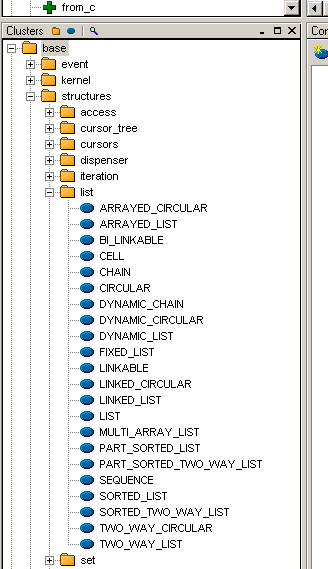 from_c
Clusters
Cor
base
event
kernel
structures
access
cursor_tree
cursors
dispenser
iteration
list
ARRAYED_CIRCULAR
ARRAYED_LIST
BI_LINKABLE
CELL
CHAIN
CIRCULAR
DYNAMIC_CHAIN
DYNAMIC_CIRCULAR
DYNAMIC_LIST
FIXED_LIST
LINKABLE
LINKED_CIRCULAR
LINKED_LIST
LIST
MULTI_ARRAY_LIST
PART_SORTED_LIST
PART_SORTED_TWO_WAY_LIST
SEQUENCE
SORTED_LIST
SORTED_TWO_WAY_LIST
TWO_WAY_CIRCULAR
TWO_WAY_LIST
set